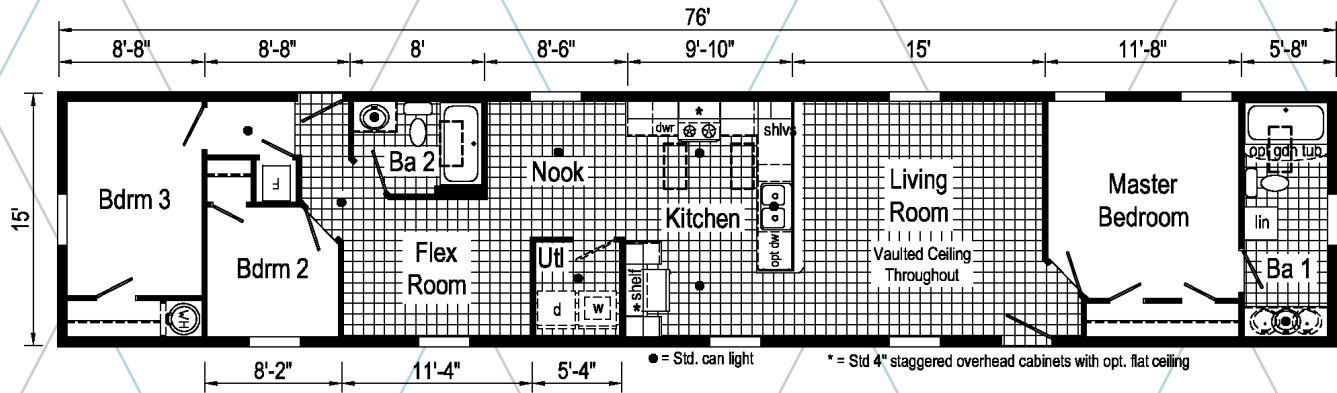 76'
8'-8"
8'-8"
8'
8'-6"
9'-10"
15'
11'-8"
5'-8"
15'
Bdrm 3
WH
F
Bdrm 2
Ba 2
Flex
Room
Nook
Utl
d
w
dwr
*
shlvs
Kitchen
opt dw
* shelf
Living
Room
Vaulted Ceiling
Throughout
Master
Bedroom
opt gdn tub
lin
Ba 1
8'-2"
11'-4"
5'-4"
= Std. can light
* = Std 4" staggered overhead cabinets with opt. flat ceiling